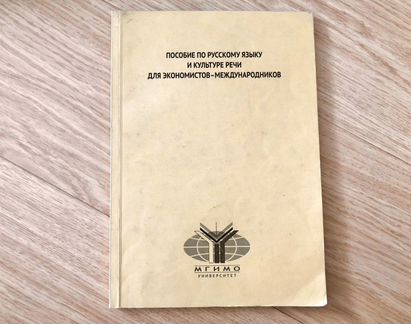 ПОСОБИЕ ПО РУССКОМУ ЯЗЫКУ
И КУЛЬТУРЕ РЕЧИ
ДЛЯ ЭКОНОМИСТОВ–МЕЖДУНАРОДНИКОВ
МГИМО
УНИВЕРСИТЕТ